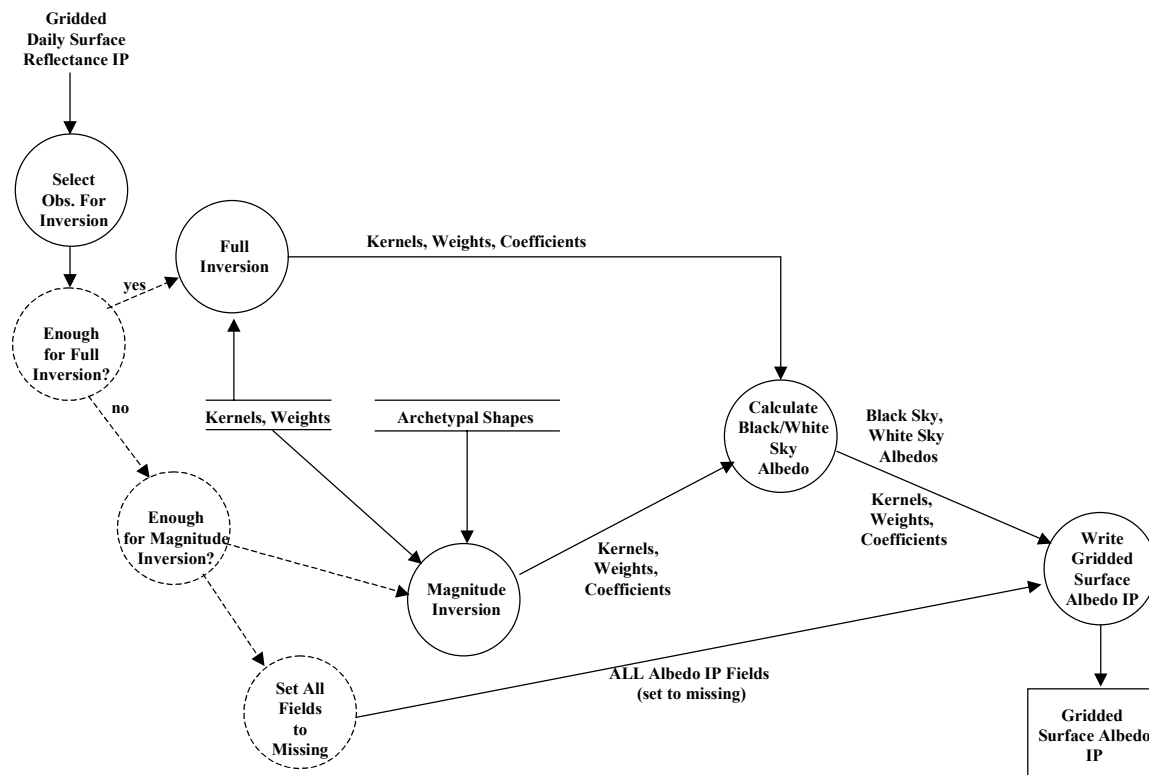 Gridded
Daily Surface
Reflectance IP
Select
Obs. For
Inversion
Full
Inversion
Kernels, Weights, Coefficients
yes
Enough
for Full
Inversion?
no
Kernels, Weights
Archetypal Shapes
Calculate
Black/White
Sky
Albedo
Black Sky,
White Sky
Albedos
Kernels,
Weights,
Coefficients
Enough
for Magnitude
Inversion?
Magnitude
Inversion
Kernels,
Weights,
Coefficients
Write
Gridded
Surface
Albedo IP
Set All
Fields
to
Missing
ALL Albedo IP Fields
(set to missing)
Gridded
Surface Albedo
IP